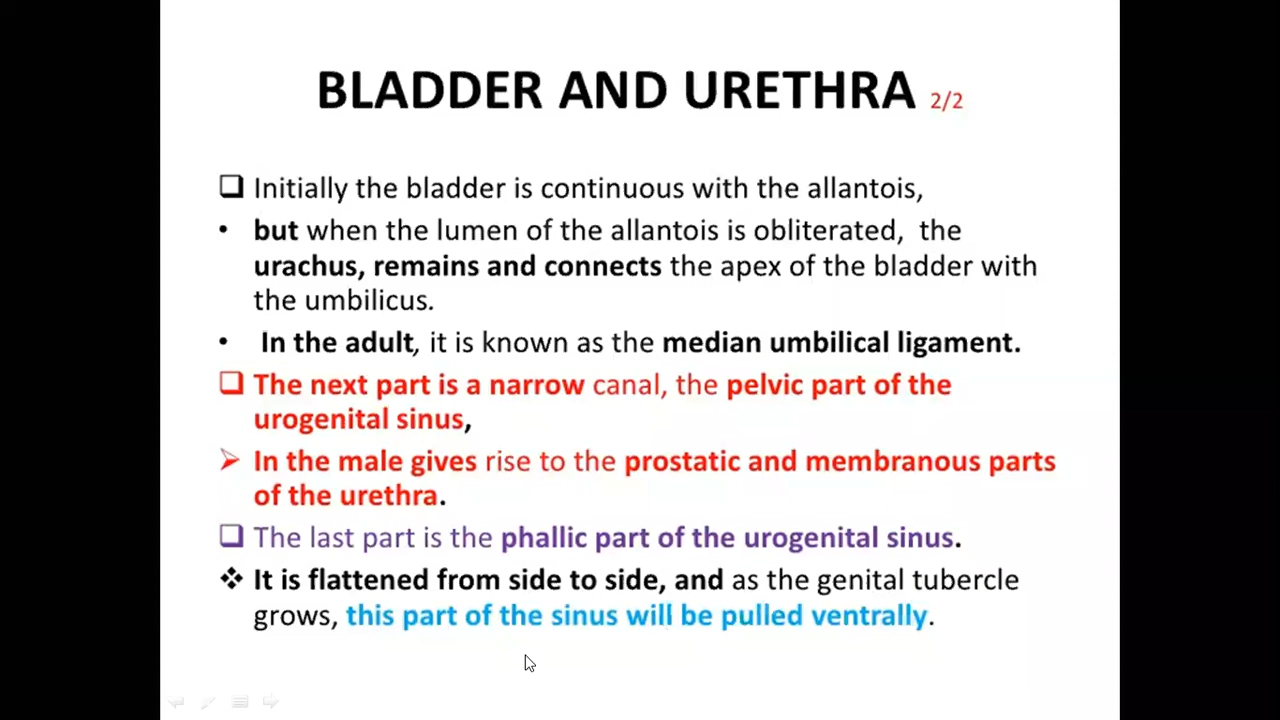 BLADDER AND URETHRA 2/2
❑ Initially the bladder is continuous with the allantois,
• but when the lumen of the allantois is obliterated, the
urachus, remains and connects the apex of the bladder with
the umbilicus.
• In the adult, it is known as the median umbilical ligament.
❑ The next part is a narrow canal, the pelvic part of the
urogenital sinus,
➢ In the male gives rise to the prostatic and membranous parts
of the urethra.
❑ The last part is the phallic part of the urogenital sinus.
❖ It is flattened from side to side, and as the genital tubercle
grows, this part of the sinus will be pulled ventrally.